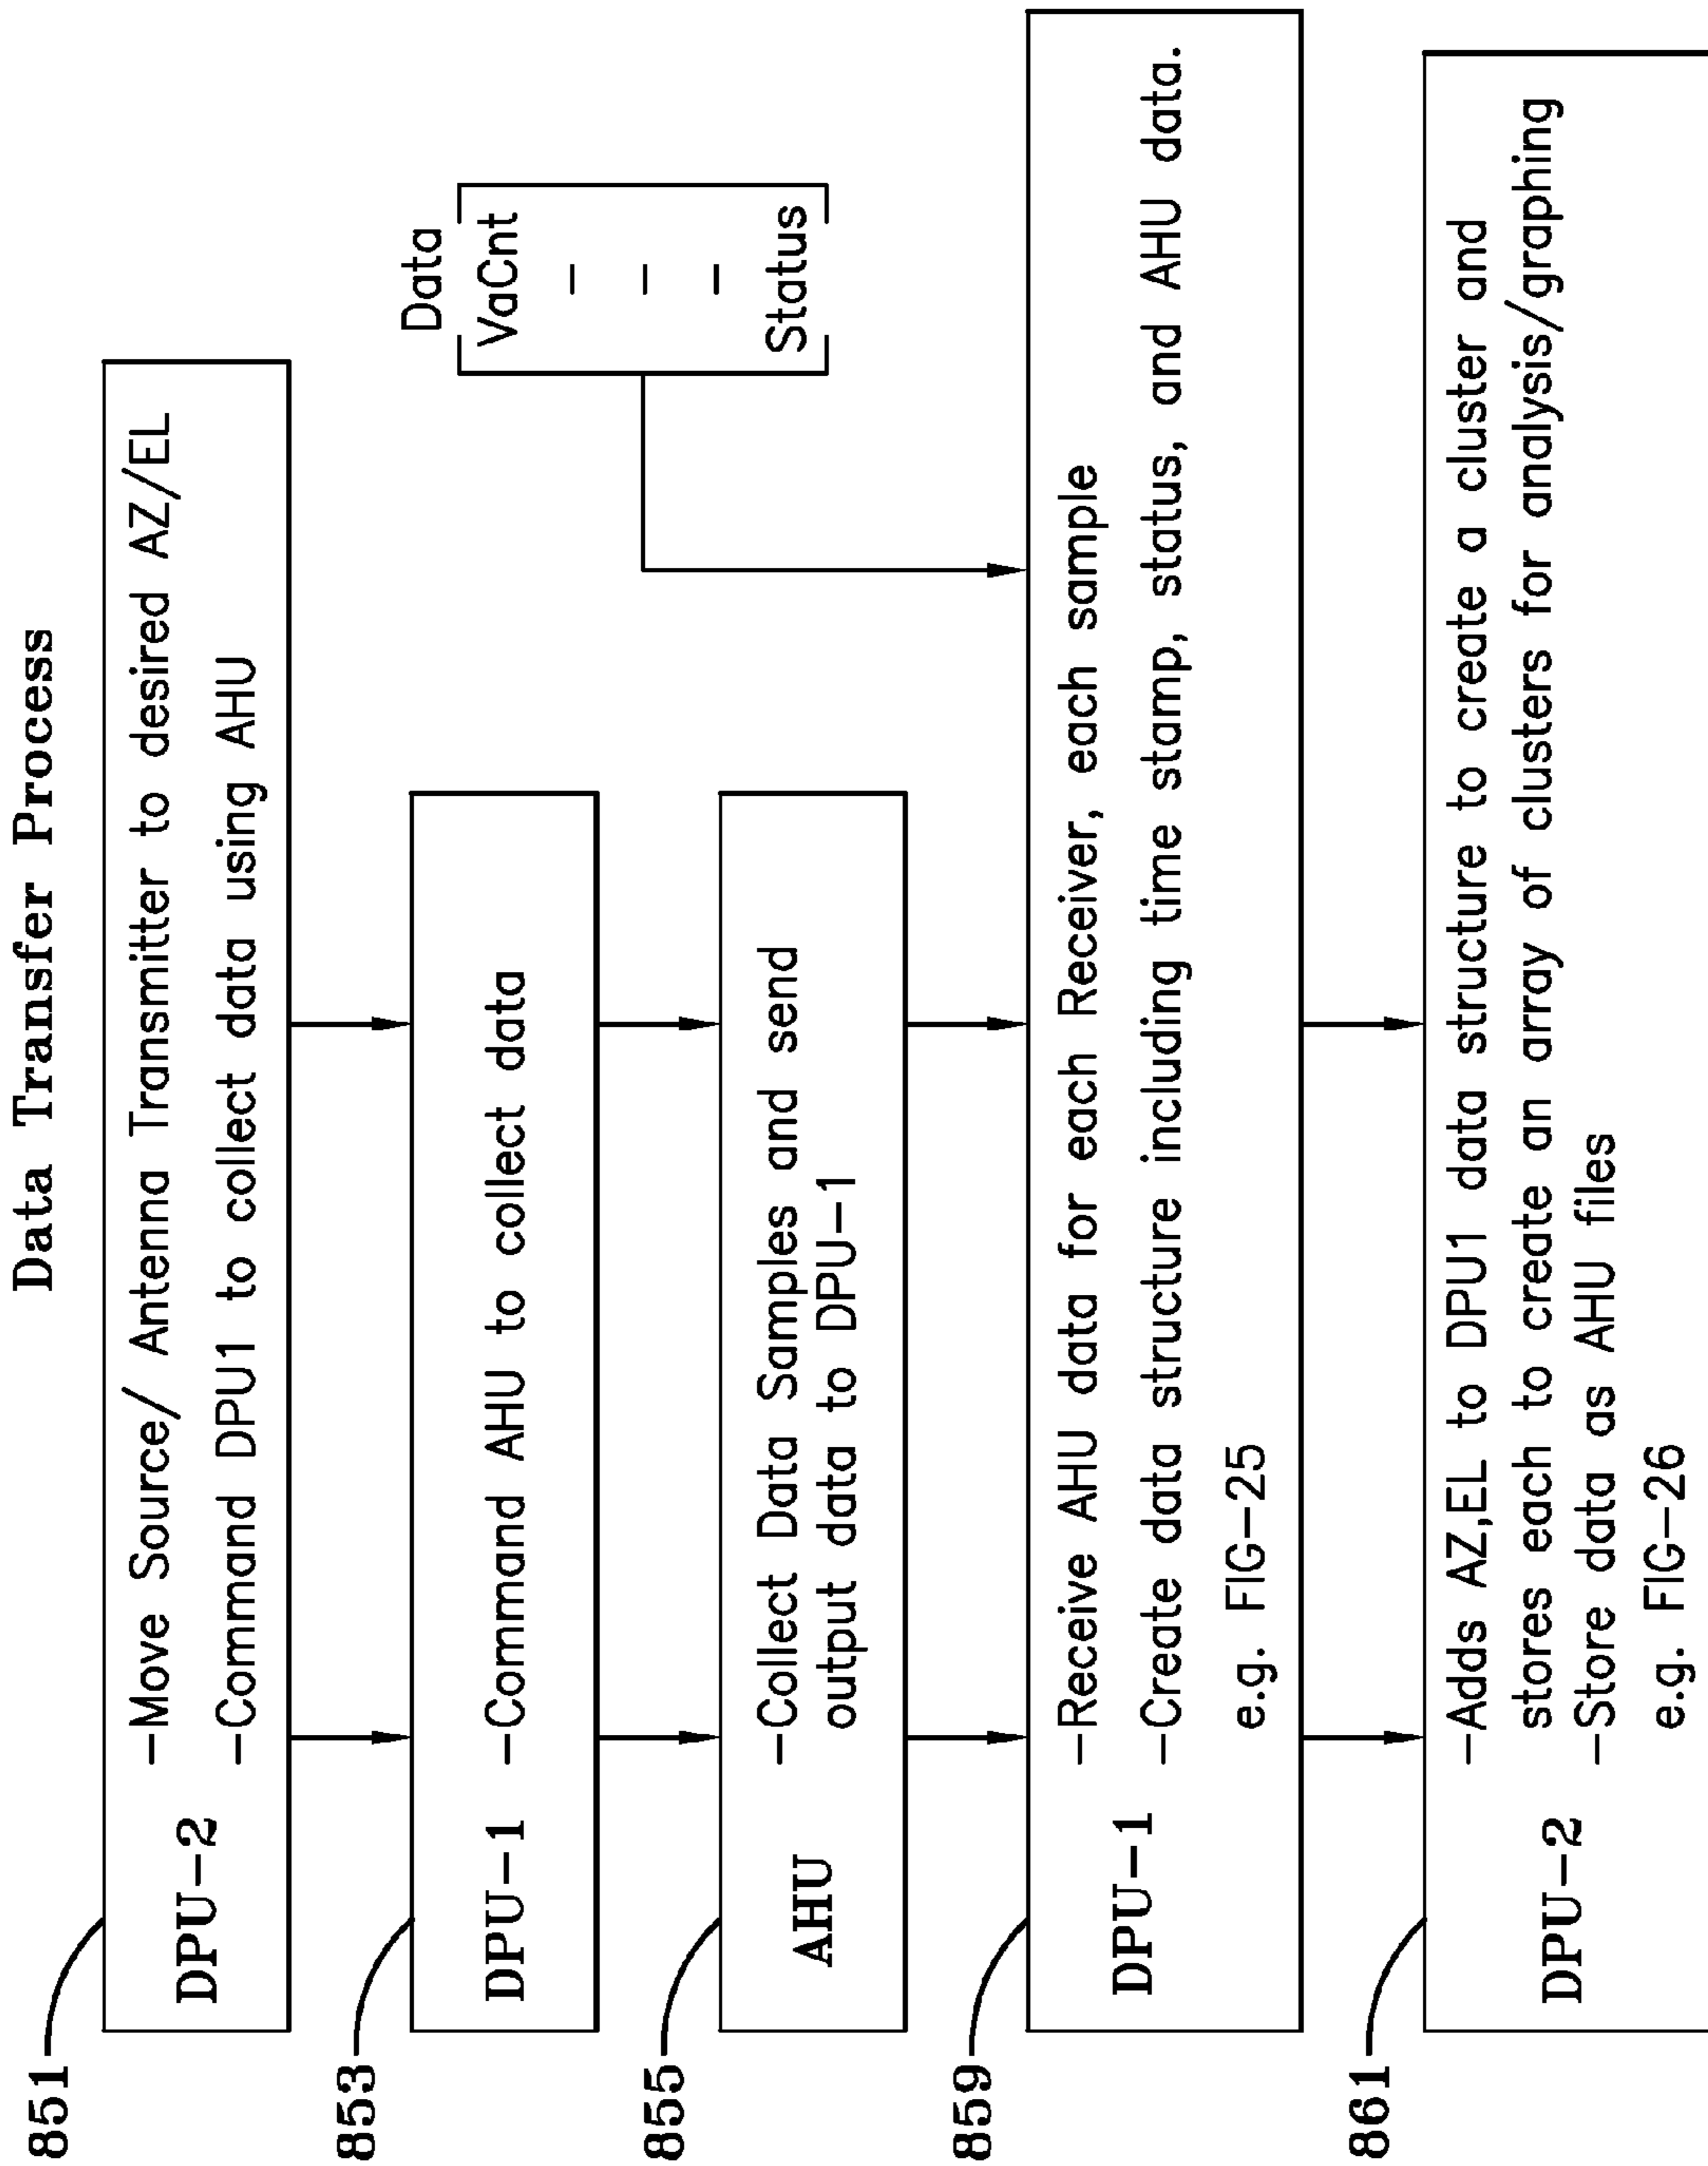 Data Transfer Process
851
DPU-2
-Move Source/ Antenna Transmitter to desired AZ/EL
-Command DPU1 to collect data using AHU
853
DPU-1
-Command AHU to collect data
Data
VaCnt
-
-
-
Status
855
AHU
-Collect Data Samples and send
output data to DPU-1
859
DPU-1
-Receive AHU data for each Receiver, each sample
-Create data structure including time stamp, status, and AHU data.
e.g. FIG-25
861
DPU-2
-Adds AZ,EL to DPU1 data structure to create a cluster and
stores each to create an array of clusters for analysis/graphing
-Store data as AHU files
e.g. FIG-26